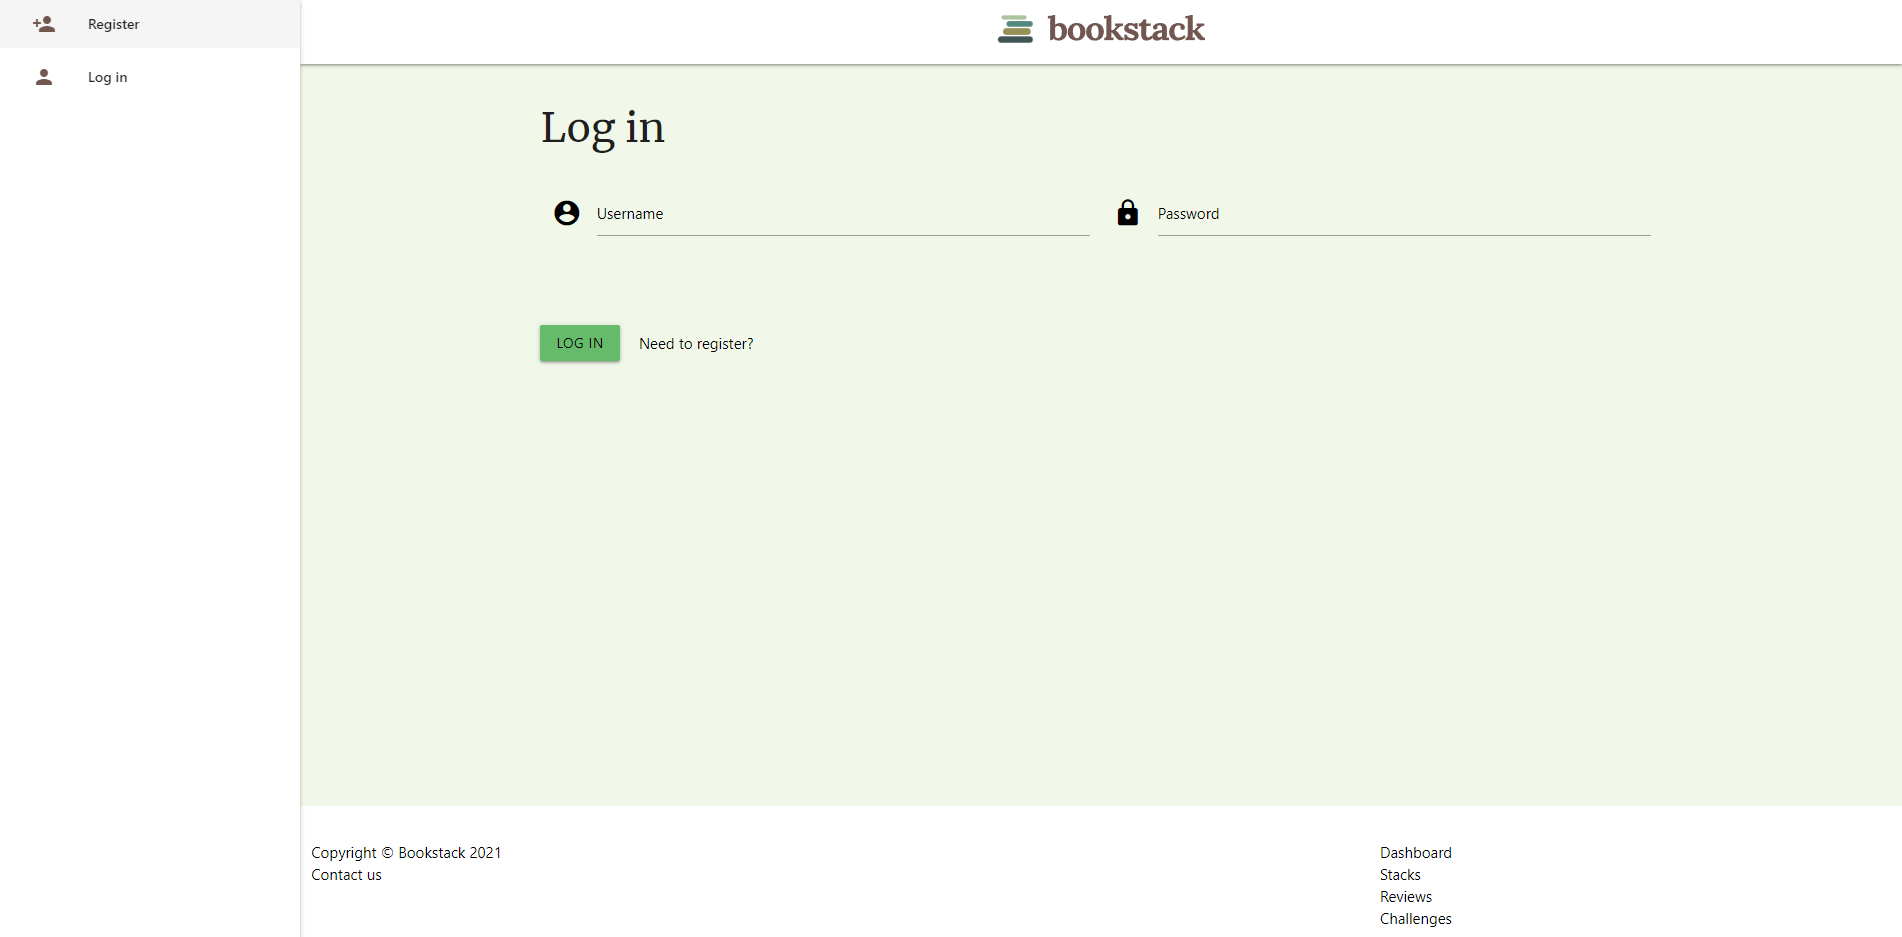 Register
Log in
bookstack
Log in
Username
Password
LOG IN
Need to register?
Copyright © Bookstack 2021
Contact us
Dashboard
Stacks
Reviews
Challenges